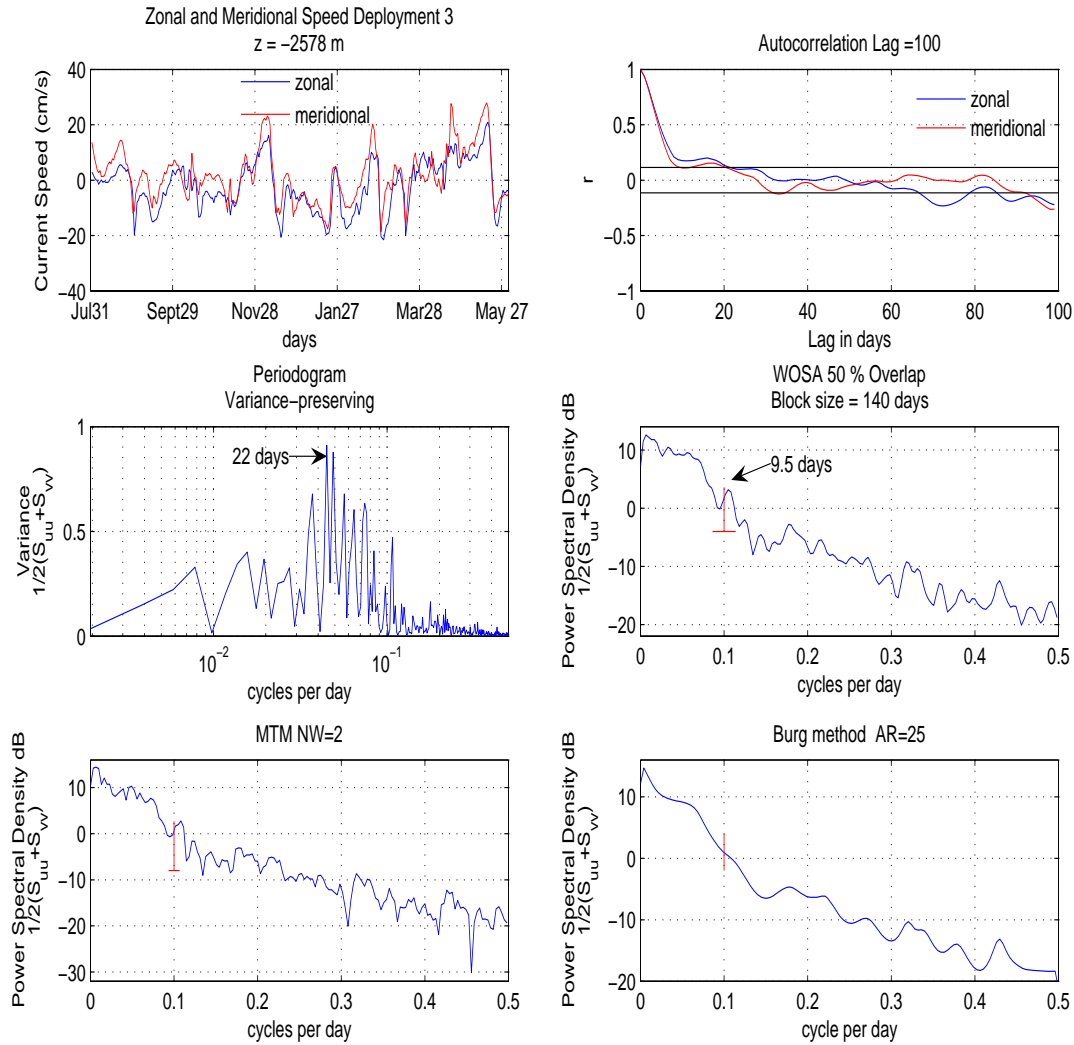 Zonal and Meridional Speed Deployment 3
z = −2578 m
Current Speed (cm/s)
40
20
0
−20
−40
zonal
meridional
Jul31 Sept29 Nov28 Jan27 Mar28 May 27
days
Autocorrelation Lag =100
r
1
0.5
0
−0.5
−1
zonal
meridional
0 20 40 60 80 100
Lag in days
Periodogram
Variance−preserving
Variance
1/2(Suu+Svv)
1
0.5
0
22 days
10−2 10−1
cycles per day
WOSA 50 % Overlap
Block size = 140 days
Power Spectral Density dB
1/2(Suu+Svv)
10
0
−10
−20
9.5 days
0 0.1 0.2 0.3 0.4 0.5
cycles per day
MTM NW=2
Power Spectral Density dB
1/2(Suu+Svv)
10
0
−10
−20
−30
0 0.1 0.2 0.3 0.4 0.5
cycles per day
Burg method AR=25
Power Spectral Density dB
1/2(Suu+Svv)
10
0
−10
−20
0 0.1 0.2 0.3 0.4 0.5
cycle per day